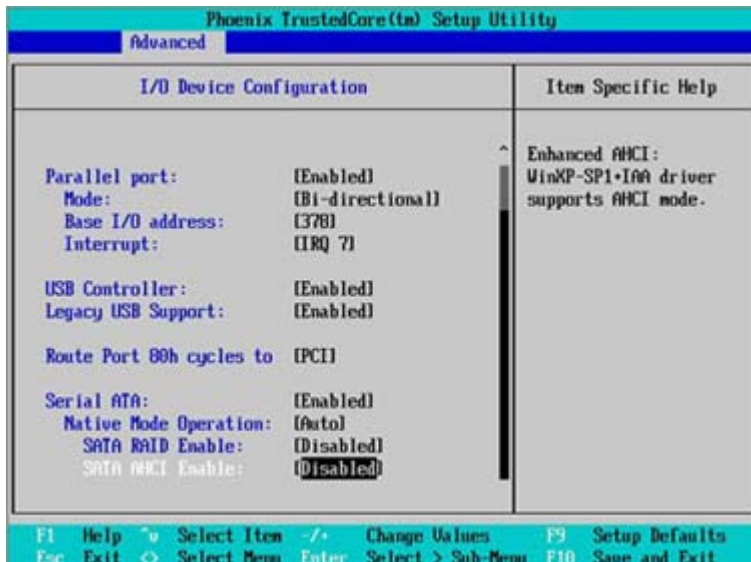 Phoenix TrustedCore(tm) Setup Utility
Advanced
I/O Device Configuration
Item Specific Help
Parallel port: [Enabled]
Mode: [Bi-directional]
Base I/O address: [378]
Interrupt: [IRQ 7]
USB Controller: [Enabled]
Legacy USB Support: [Enabled]
Route Port 80h cycles to [PCI]
Serial ATA: [Enabled]
Native Mode Operation: [Auto]
SATA RAID Enable: [Disabled]
SATA AHCI Enable: [Disabled]
Enhanced AHCI:
WinXP-SP1+IAA driver
supports AHCI mode.
F1 Help ^v Select Item -/+ Change Values F9 Setup Defaults
Esc Exit <> Select Menu Enter Select > Sub-Menu F10 Save and Exit